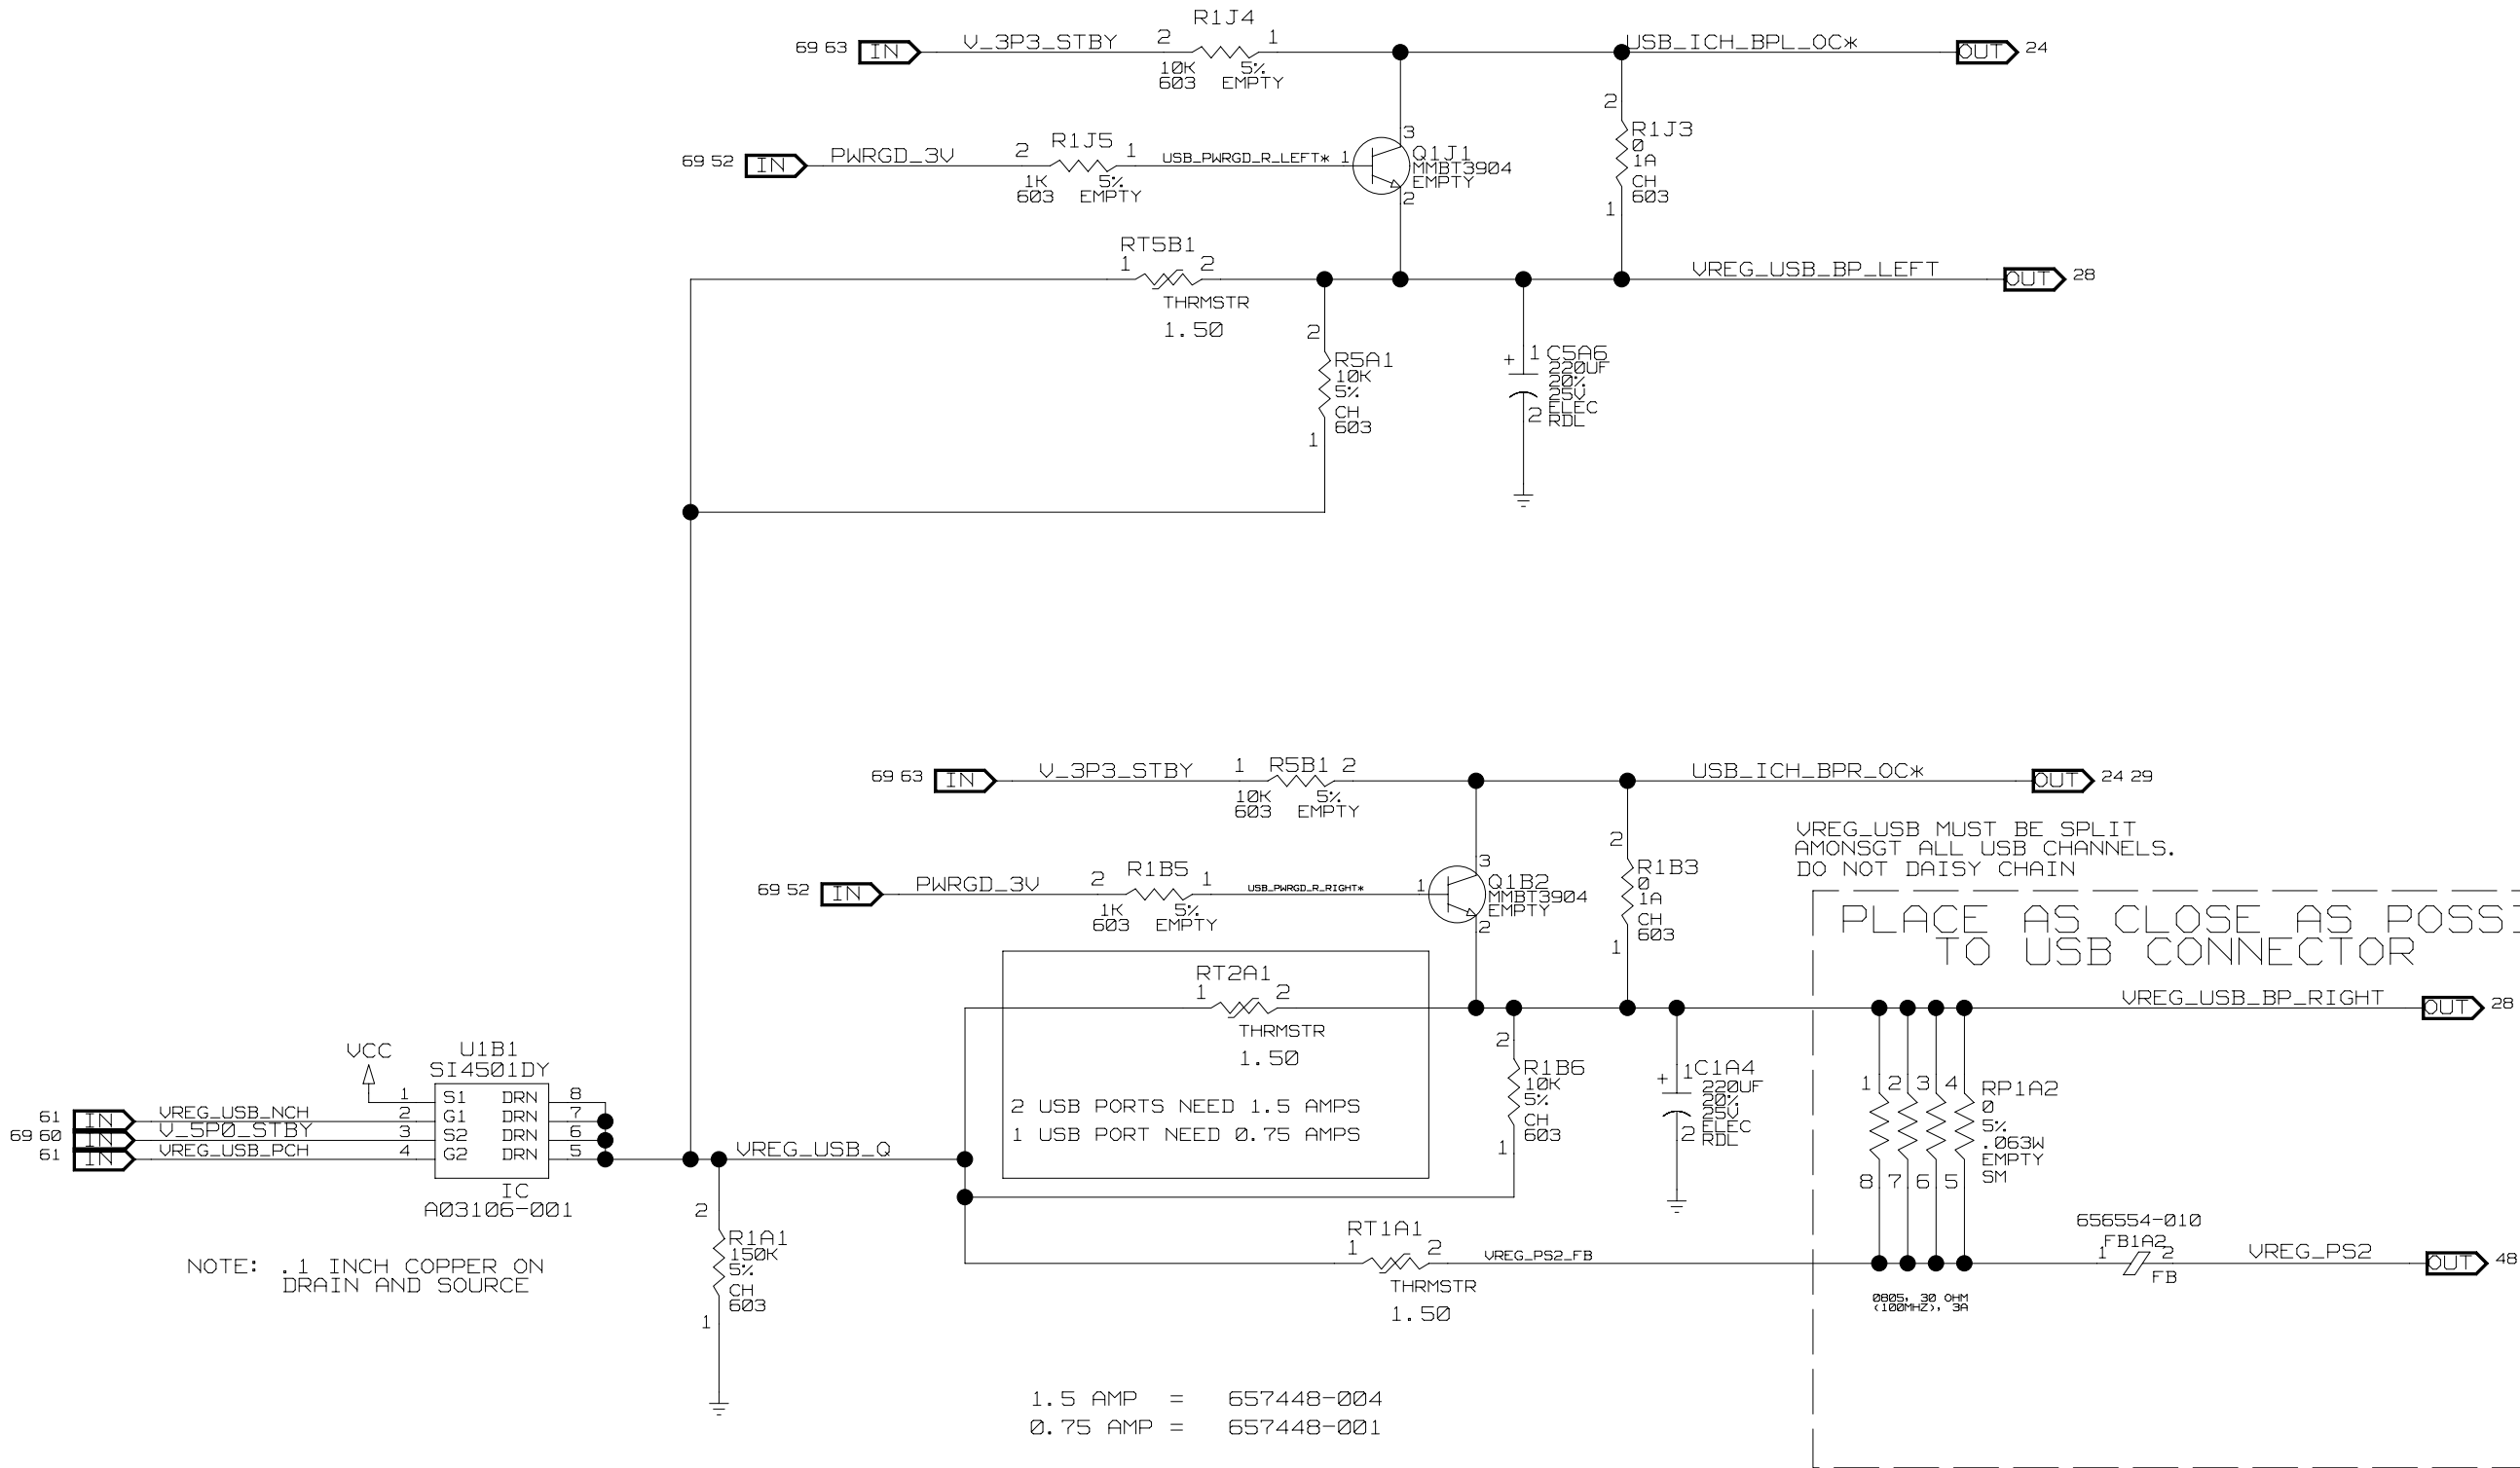 R1J4
69 63 IN V_3P3_STBY 2 1 USB_ICH_BPL_OC* OUT 24
10K 5%
603 EMPTY
2
R1J3
0
1A
CH
603
1
69 52 IN PWRGD_3V 2 R1J5 1 USB_PWRGD_R_LEFT* 1
1K 5%
603 EMPTY
3
Q1J1
MMBT3904
EMPTY
2
RT5B1
1 2
THRMSTR
1.50
VREG_USB_BP_LEFT OUT 28
2
R5A1
10K
5%
CH
603
1
+ 1 C5A6
220UF
20%
25V
2 ELEC
RDL
69 63 IN V_3P3_STBY 1 R5B1 2 USB_ICH_BPR_OC* OUT 24 29
10K 5%
603 EMPTY
VREG_USB MUST BE SPLIT
AMONSGT ALL USB CHANNELS.
DO NOT DAISY CHAIN
2
R1B3
0
1A
CH
603
1
69 52 IN PWRGD_3V 2 R1B5 1 USB_PWRGD_R_RIGHT* 1
1K 5%
603 EMPTY
3
Q1B2
MMBT3904
EMPTY
2
PLACE AS CLOSE AS POSSI
TO USB CONNECTOR
RT2A1
1 2
THRMSTR
1.50
2 USB PORTS NEED 1.5 AMPS
1 USB PORT NEED 0.75 AMPS
VREG_USB_BP_RIGHT OUT 28
2
R1B6
10K
5%
CH
603
1
+ 1 C1A4
220UF
20%
25V
2 ELEC
RDL
1 2 3 4 RP1A2
0
5%
.063W
EMPTY
SM
8 7 6 5
VCC
U1B1
SI4501DY
1 S1 DRN 8
61 IN VREG_USB_NCH 2 G1 DRN 7
69 60 IN V_5P0_STBY 3 S2 DRN 6
61 IN VREG_USB_PCH 4 G2 DRN 5
VREG_USB_Q
IC
A03106-001
NOTE: .1 INCH COPPER ON
DRAIN AND SOURCE
2
R1A1
150K
5%
CH
603
1
RT1A1
1 2
THRMSTR
1.50
VREG_PS2_FB
656554-010
FB1A2
1 2
FB
VREG_PS2 OUT 48
0805, 30 OHM
(100MHZ), 3A
1.5 AMP = 657448-004
0.75 AMP = 657448-001